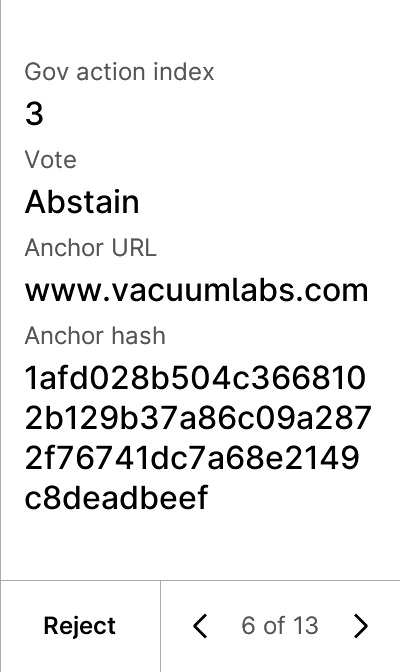 Gov action index
3
Vote
Abstain
Anchor URL
www.vacuumlabs.com
Anchor hash
1afd028b504c366810
2b129b37a86c09a287
2f76741dc7a68e2149
c8deadbeef
Reject
6 of 13